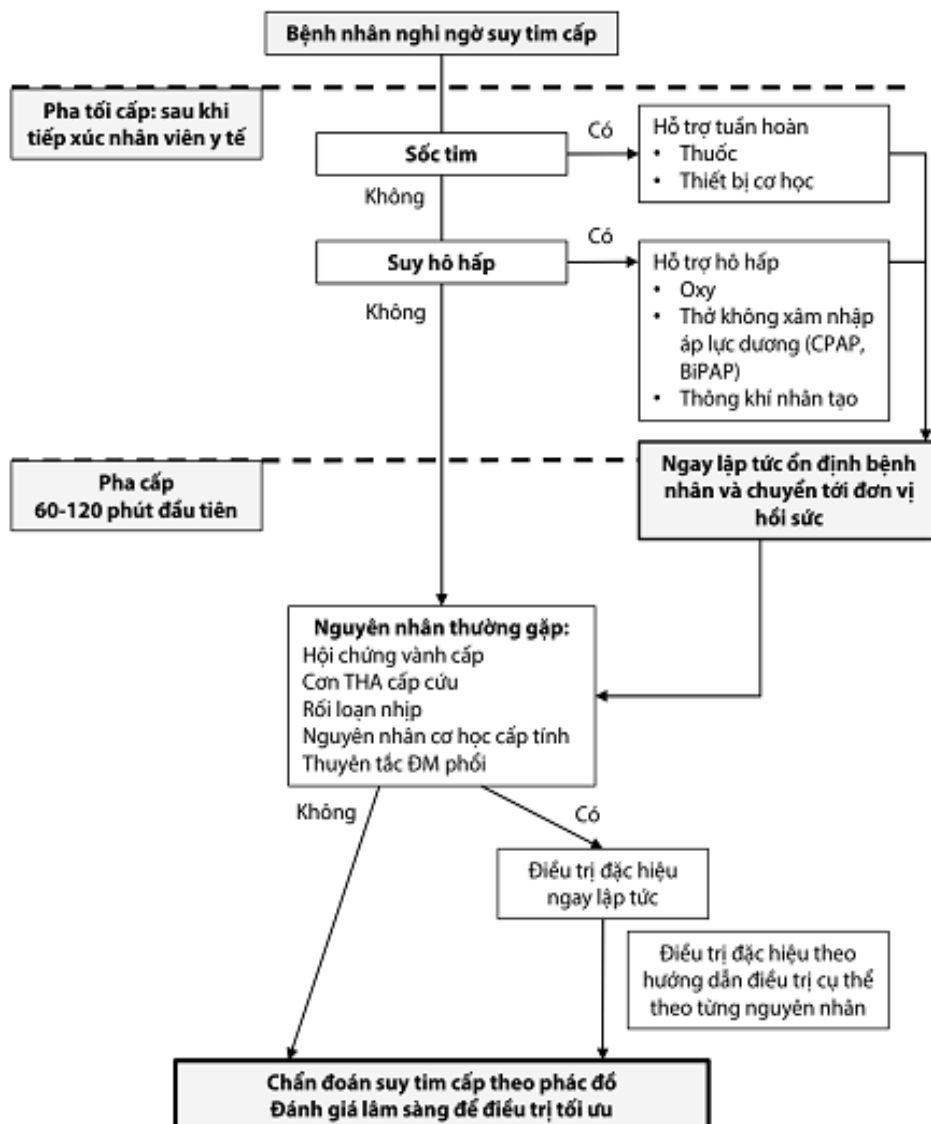 Bệnh nhân nghi ngờ suy tim cấp
Pha tối cấp: sau khi
tiếp xúc nhân viên y tế
Sốc tim
Có
Hỗ trợ tuần hoàn
• Thuốc
• Thiết bị cơ học
Không
Suy hô hấp
Có
Hỗ trợ hô hấp
• Oxy
• Thở không xâm nhập
áp lực dương (CPAP,
BiPAP)
• Thông khí nhân tạo
Không
Pha cấp
60-120 phút đầu tiên
Ngay lập tức ổn định bệnh
nhân và chuyển tới đơn vị
hồi sức
Nguyên nhân thường gặp:
Hội chứng vành cấp
Cơn THA cấp cứu
Rối loạn nhịp
Nguyên nhân cơ học cấp tính
Thuyên tắc ĐM phổi
Không
Có
Điều trị đặc hiệu
ngay lập tức
Điều trị đặc hiệu theo
hướng dẫn điều trị cụ thể
theo từng nguyên nhân
Chẩn đoán suy tim cấp theo phác đồ
Đánh giá lâm sàng để điều trị tối ưu